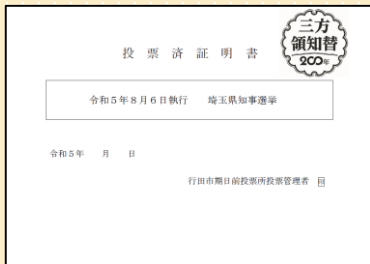 投票済証明書
三方
領知替
200年
令和5年8月6日執行 埼玉県知事選挙
令和5年 月 日
行田市期日前投票所投票管理者 印